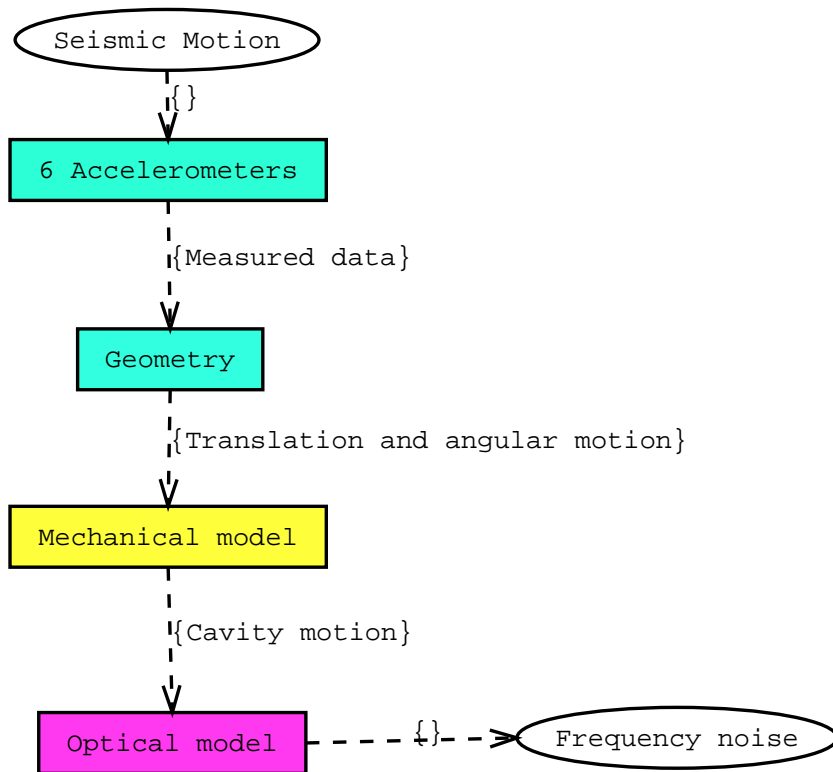 Seismic Motion
{}
6 Accelerometers
{Measured data}
Geometry
{Translation and angular motion}
Mechanical model
{Cavity motion}
Optical model
{}
Frequency noise